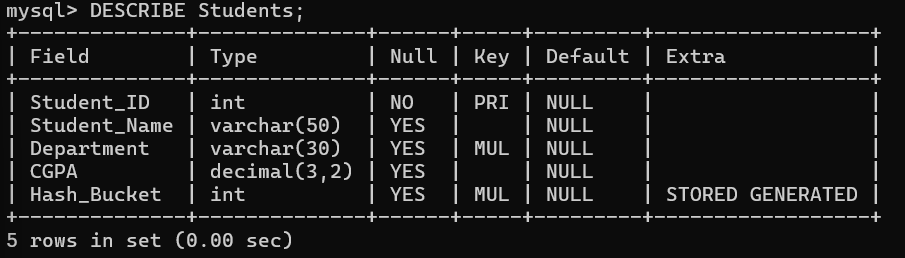 mysql> DESCRIBE Students;
+--------------+--------------+------+-----+---------+------------------+
| Field        | Type         | Null | Key | Default | Extra            |
+--------------+--------------+------+-----+---------+------------------+
| Student_ID   | int          | NO   | PRI | NULL    |                  |
| Student_Name | varchar(50)  | YES  |     | NULL    |                  |
| Department   | varchar(30)  | YES  | MUL | NULL    |                  |
| CGPA         | decimal(3,2) | YES  |     | NULL    |                  |
| Hash_Bucket  | int          | YES  | MUL | NULL    | STORED GENERATED |
+--------------+--------------+------+-----+---------+------------------+
5 rows in set (0.00 sec)